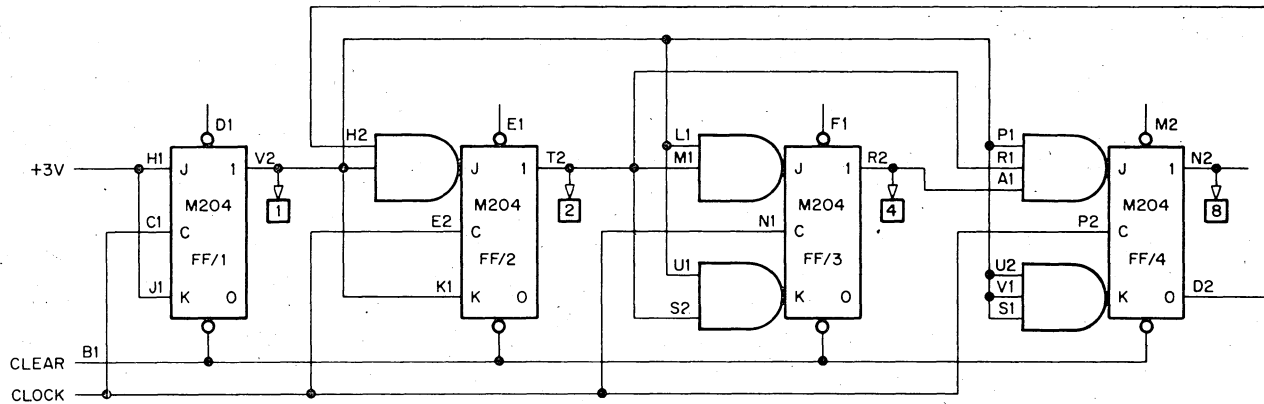 D1
E1
F1
M2
H2
L1
P1
+3V
H1
V2
T2
M1
R2
R1
N2
J
1
J
1
J
1
A1
J
1
1
2
4
8
M204
M204
M204
M204
C1
C
E2
C
N1
C
P2
C
FF/1
FF/2
FF/3
FF/4
U1
U2
J1
K
0
K1
K
0
K
0
V1
K
0
D2
S2
S1
CLEAR
B1
CLOCK